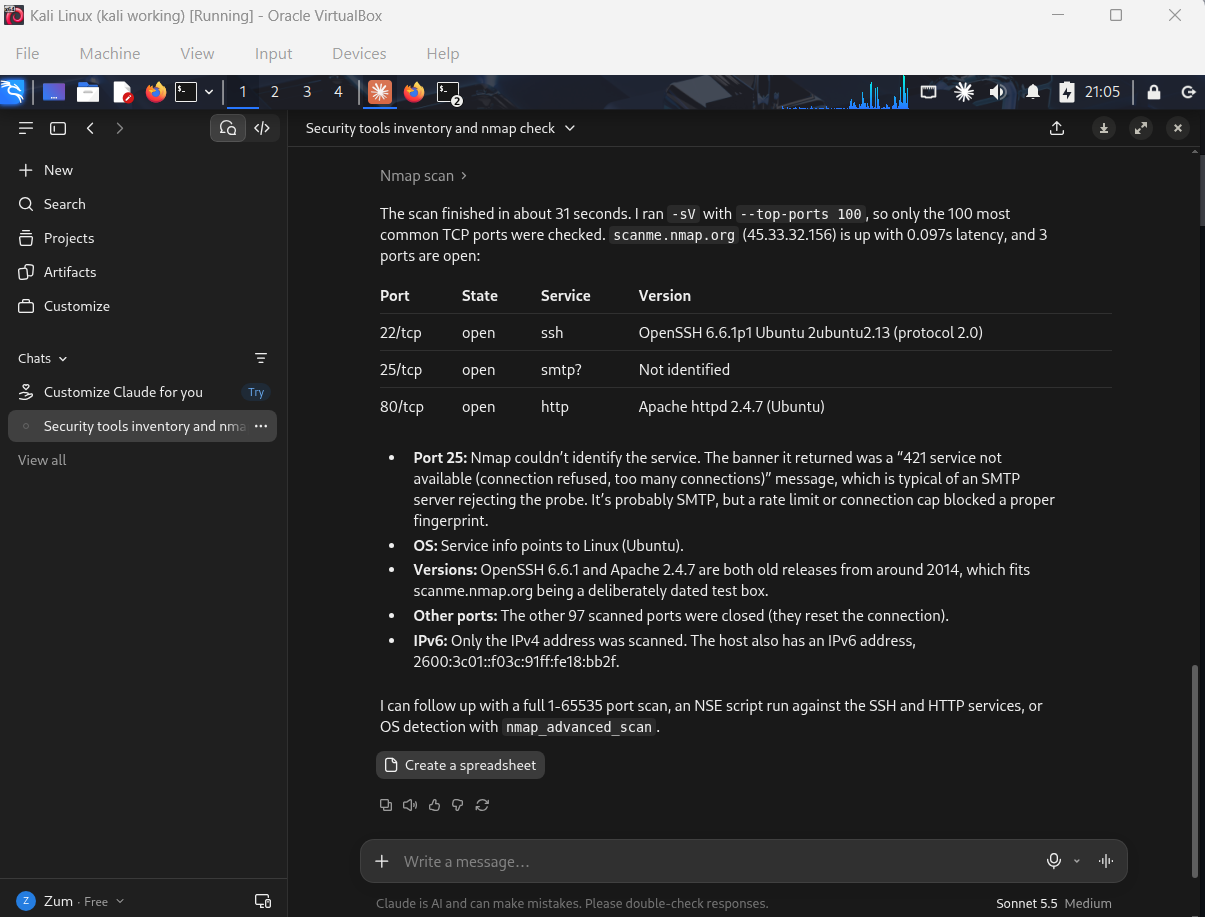 Kali Linux (kali working) [Running] - Oracle VirtualBox
File Machine View Input Devices Help
1 2 3 4 2 21:05
Security tools inventory and nmap check
New
Search
Projects
Artifacts
Customize
Chats
Customize Claude for you Try
Security tools inventory and nma ...
View all
Z Zum · Free
Nmap scan >
The scan finished in about 31 seconds. I ran -sV with --top-ports 100, so only the 100 most
common TCP ports were checked. scanme.nmap.org (45.33.32.156) is up with 0.097s latency, and 3
ports are open:
Port State Service Version
22/tcp open ssh OpenSSH 6.6.1p1 Ubuntu 2ubuntu2.13 (protocol 2.0)
25/tcp open smtp? Not identified
80/tcp open http Apache httpd 2.4.7 (Ubuntu)
• Port 25: Nmap couldn’t identify the service. The banner it returned was a “421 service not
available (connection refused, too many connections)” message, which is typical of an SMTP
server rejecting the probe. It’s probably SMTP, but a rate limit or connection cap blocked a proper
fingerprint.
• OS: Service info points to Linux (Ubuntu).
• Versions: OpenSSH 6.6.1 and Apache 2.4.7 are both old releases from around 2014, which fits
scanme.nmap.org being a deliberately dated test box.
• Other ports: The other 97 scanned ports were closed (they reset the connection).
• IPv6: Only the IPv4 address was scanned. The host also has an IPv6 address,
2600:3c01::f03c:91ff:fe18:bb2f.
I can follow up with a full 1-65535 port scan, an NSE script run against the SSH and HTTP services, or
OS detection with nmap_advanced_scan.
Create a spreadsheet
Write a message…
Claude is AI and can make mistakes. Please double-check responses. Sonnet 5.5 Medium